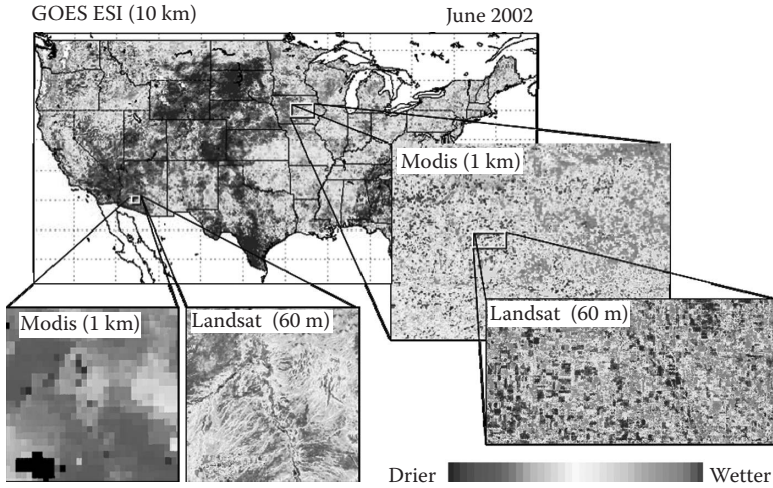 GOES ESI (10 km)
June 2002
Modis (1 km)
Landsat (60 m)
Modis (1 km)
Landsat (60 m)
Drier
Wetter